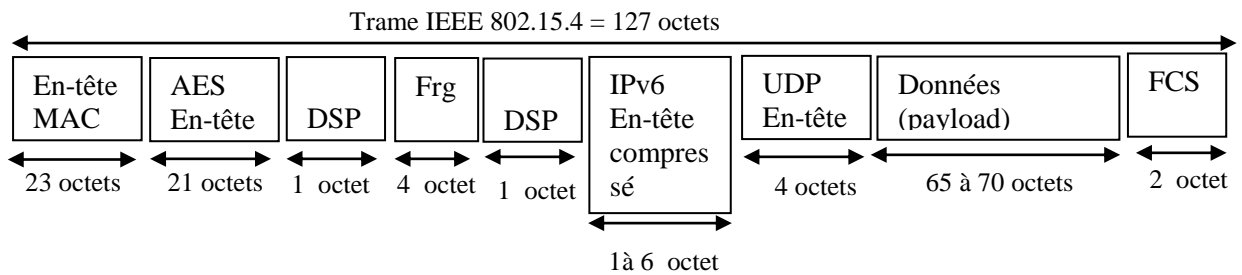 Trame IEEE 802.15.4 = 127 octets
En-tête
MAC
AES
En-tête
DSP
Frg
DSP
IPv6
En-tête
compres
sé
UDP
En-tête
Données
(payload)
FCS
23 octets
21 octets
1 octet
4 octet
1 octet
1à 6 octet
4 octets
65 à 70 octets
2 octet